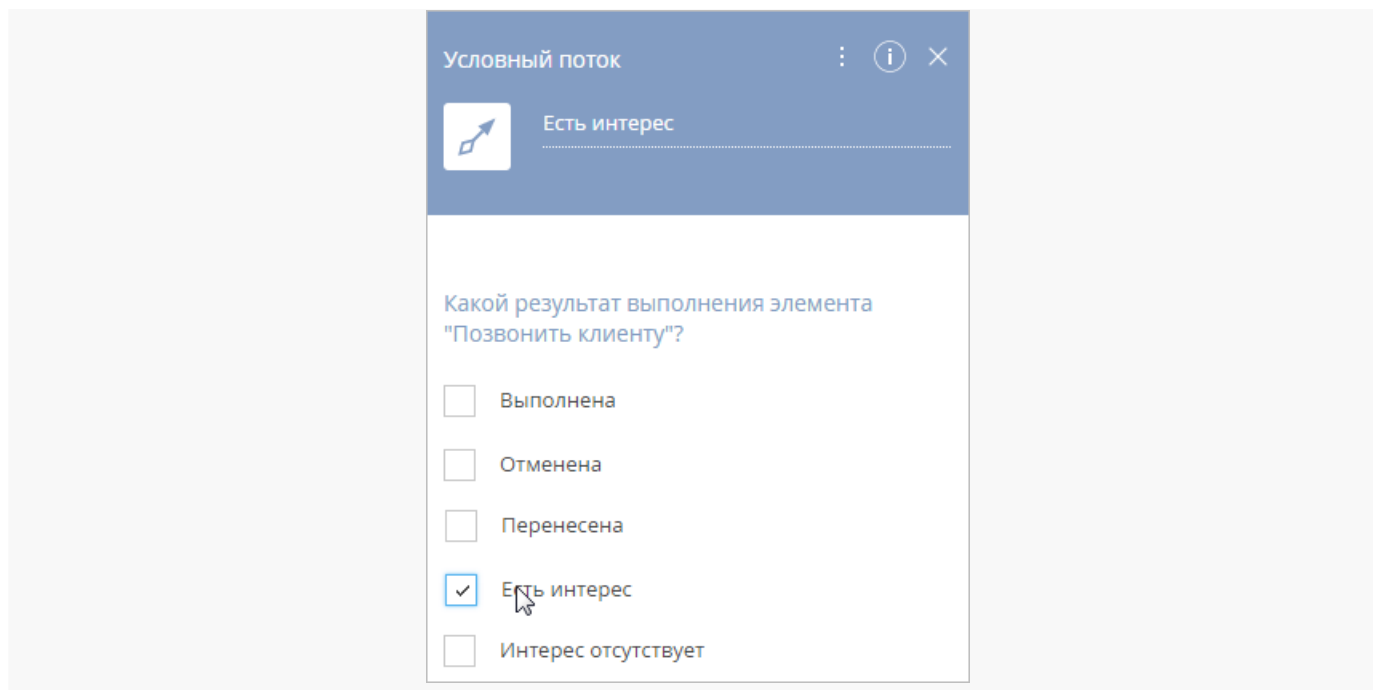 Условный поток
Есть интерес
Какой результат выполнения элемента
"Позвонить клиенту"?
Выполнена
Отменена
Перенесена
Есть интерес
Интерес отсутствует